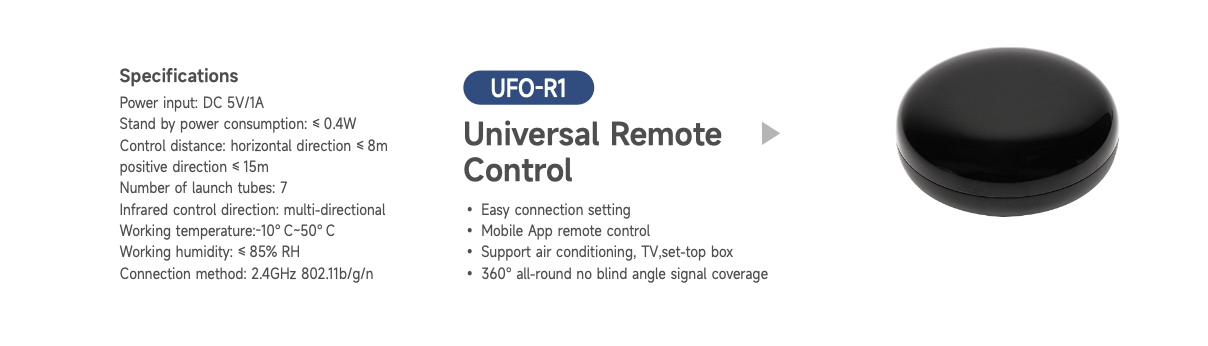 Specifications
Power input: DC 5V/1A
Stand by power consumption: ≤ 0.4W
Control distance: horizontal direction ≤ 8m
positive direction ≤ 15m
Number of launch tubes: 7
Infrared control direction: multi-directional
Working temperature:-10° C~50° C
Working humidity: ≤ 85% RH
Connection method: 2.4GHz 802.11b/g/n
UFO-R1
Universal Remote
Control
• Easy connection setting
• Mobile App remote control
• Support air conditioning, TV,set-top box
• 360° all-round no blind angle signal coverage